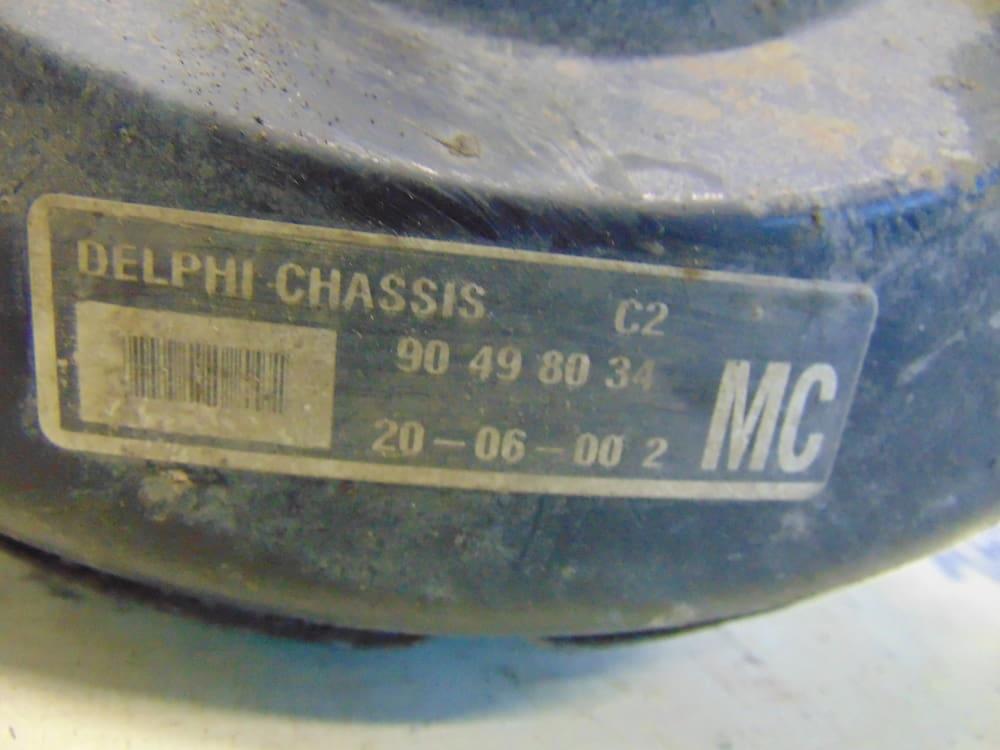 DELPHI CHASSIS
C2
90 49 80 34
MC
20-06-00 2